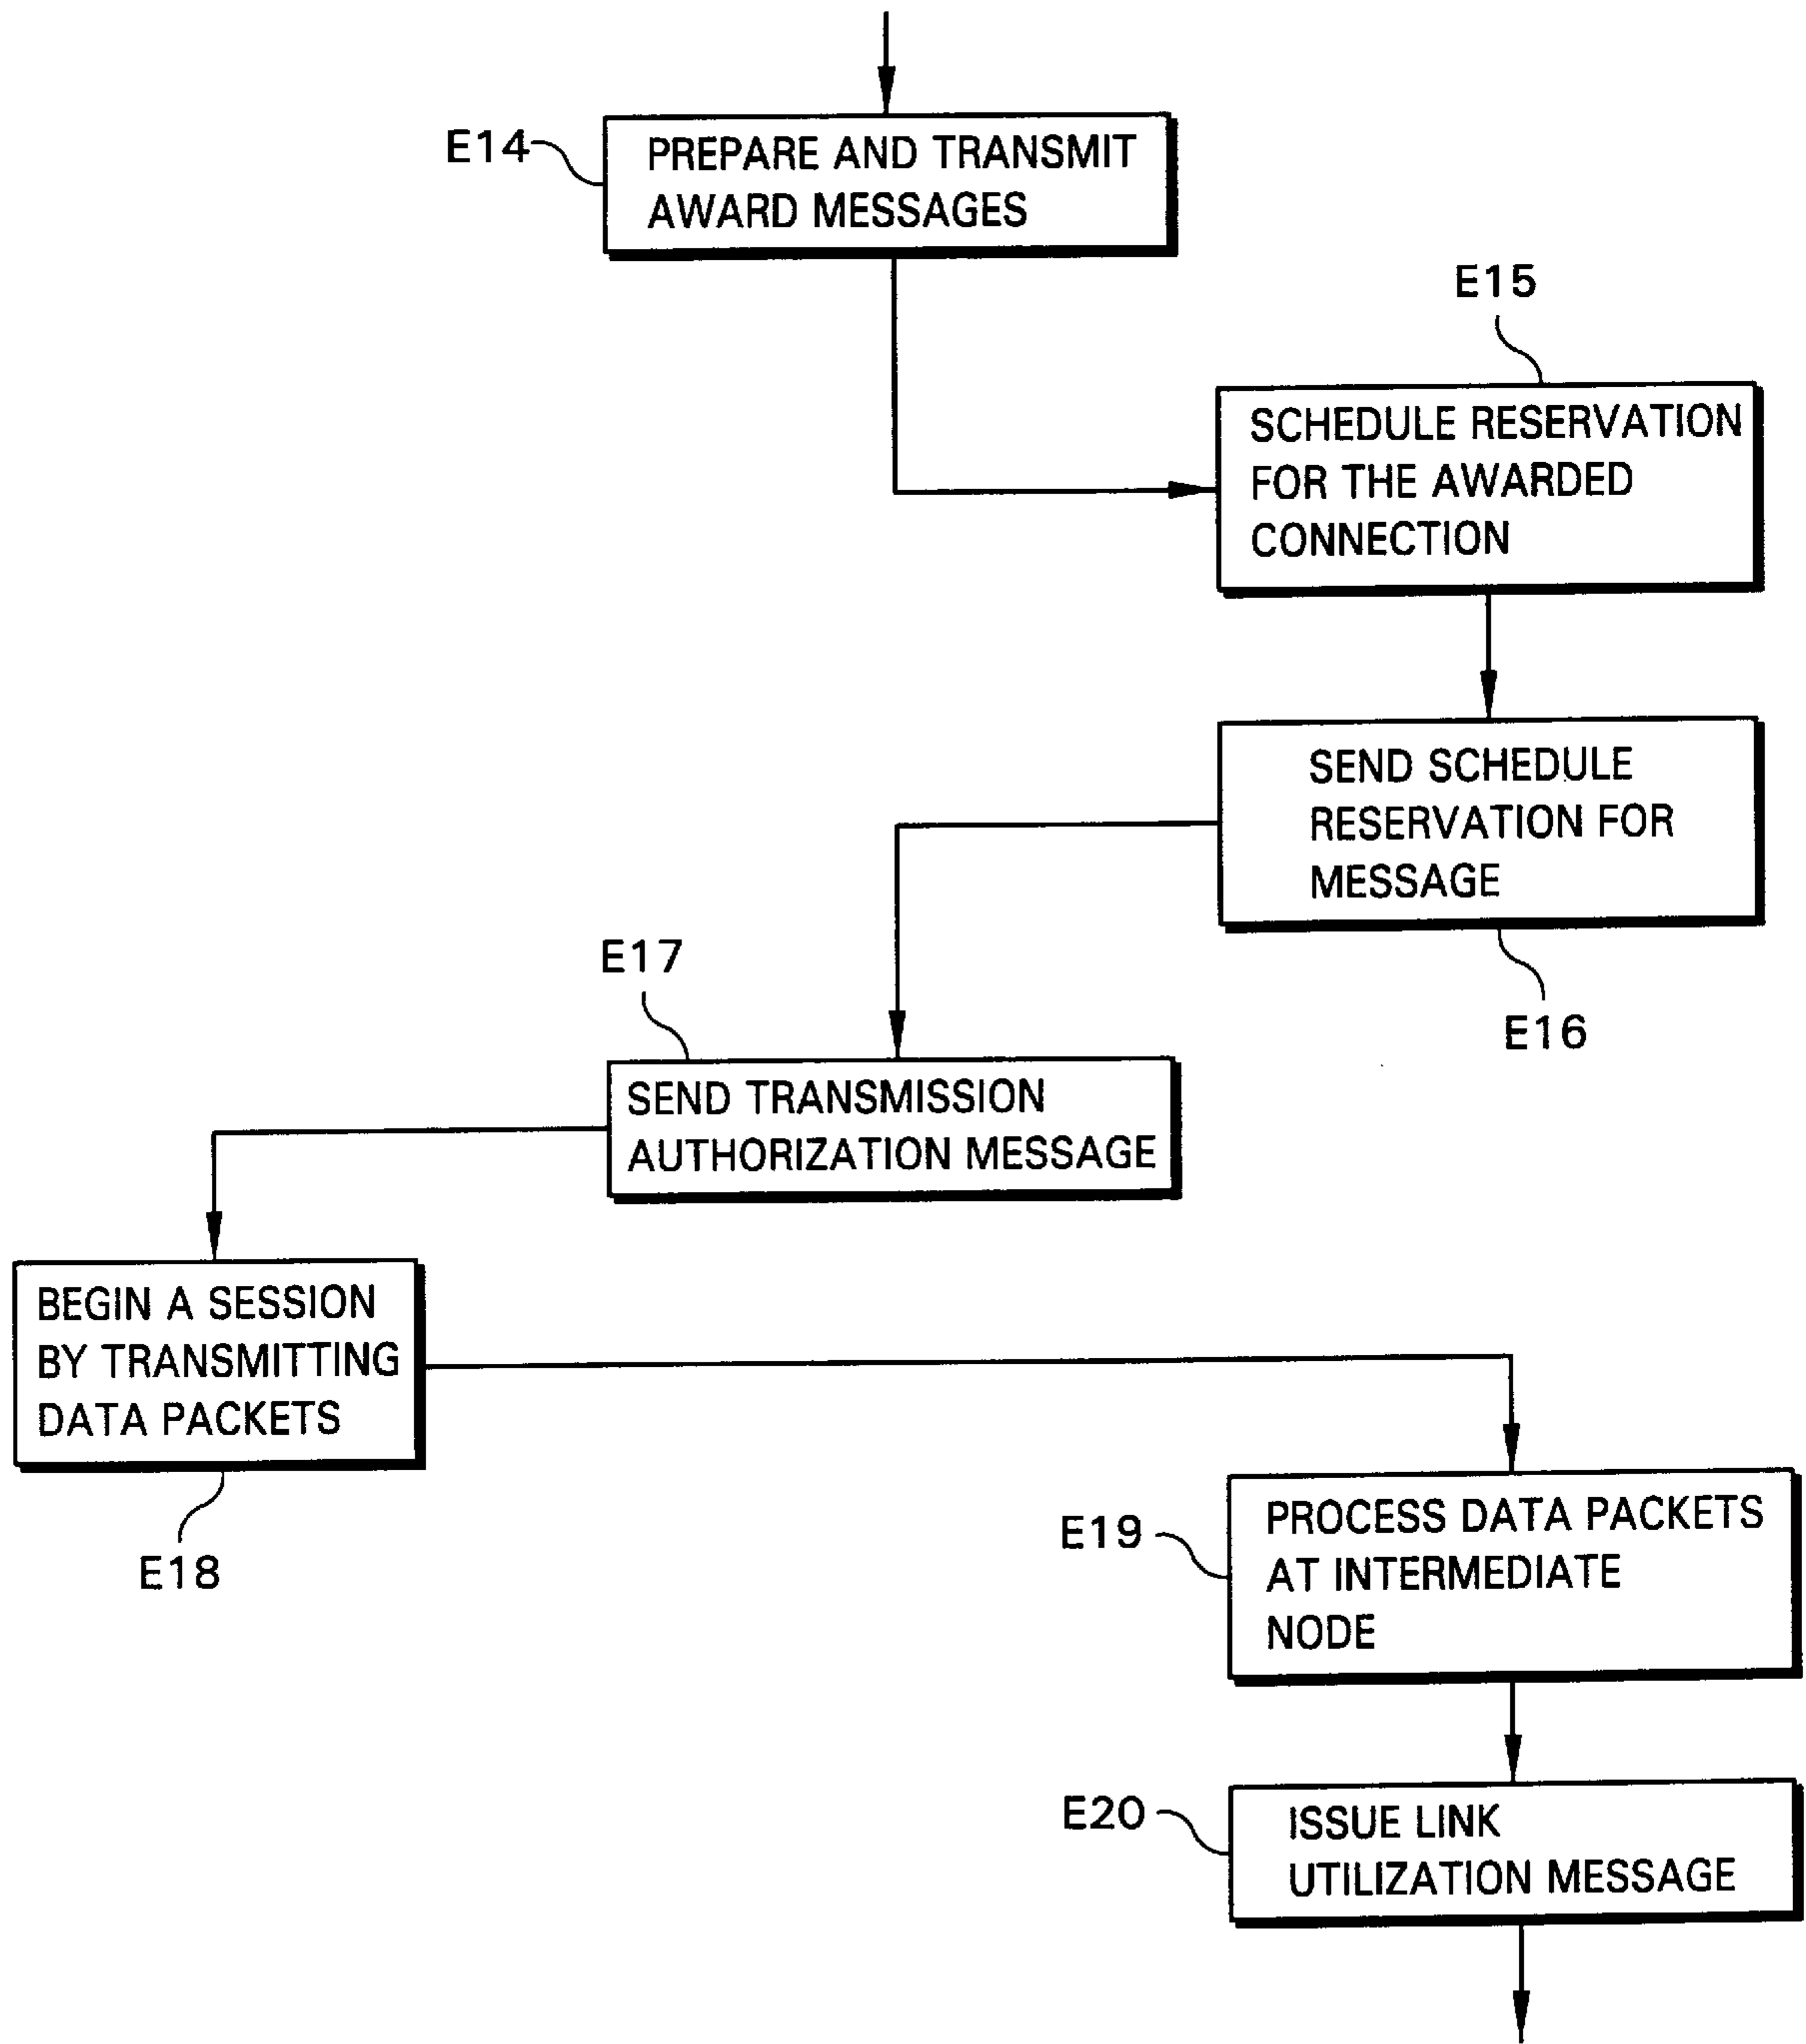 E14
PREPARE AND TRANSMIT
AWARD MESSAGES
E15
SCHEDULE RESERVATION
FOR THE AWARDED
CONNECTION
SEND SCHEDULE
RESERVATION FOR
MESSAGE
E16
E17
SEND TRANSMISSION
AUTHORIZATION MESSAGE
BEGIN A SESSION
BY TRANSMITTING
DATA PACKETS
E18
E19
PROCESS DATA PACKETS
AT INTERMEDIATE
NODE
E20
ISSUE LINK
UTILIZATION MESSAGE